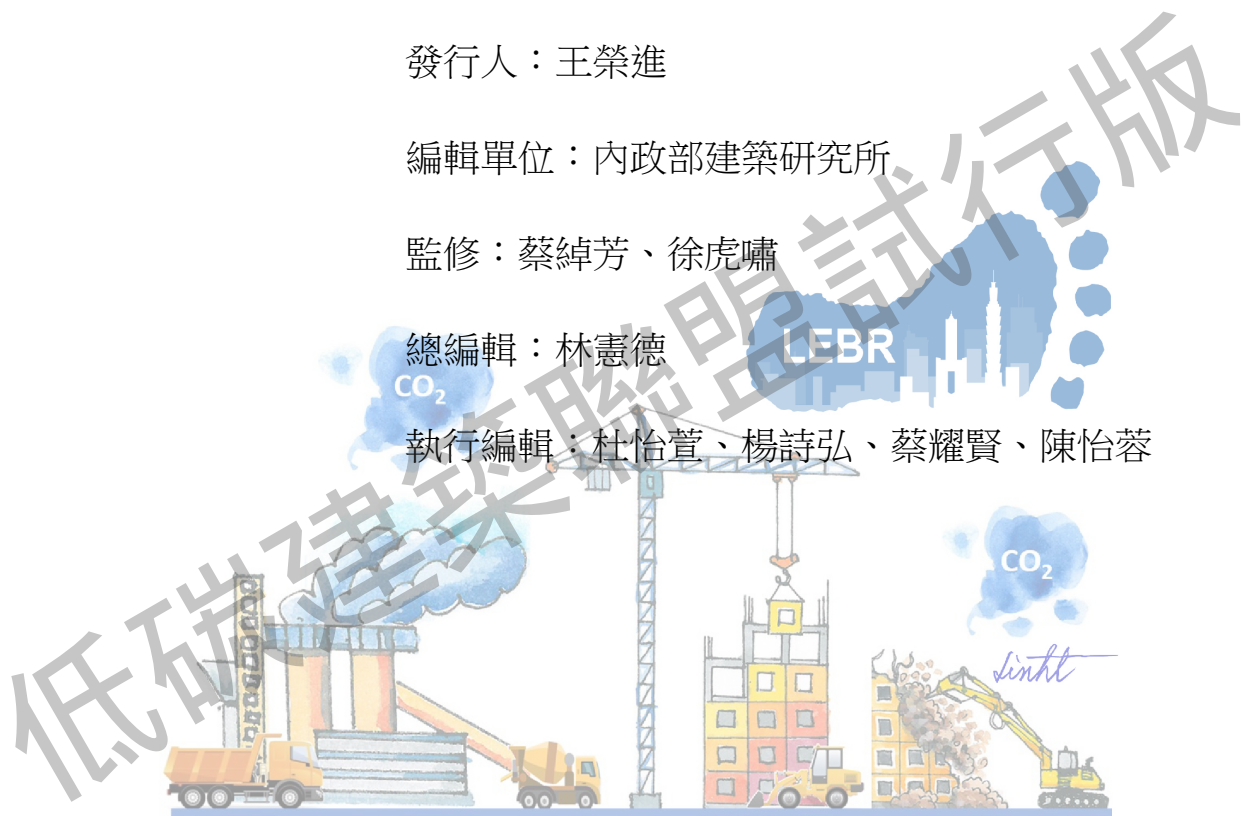 發行人：王榮進
編輯單位：內政部建築研究所
監修：蔡綽芳、徐虎嘯
總編輯：林憲德
執行編輯：杜怡萱、楊詩弘、蔡耀賢、陳怡蓉
低碳建築聯盟試行版
LEBR
CO₂
CO₂
Linht